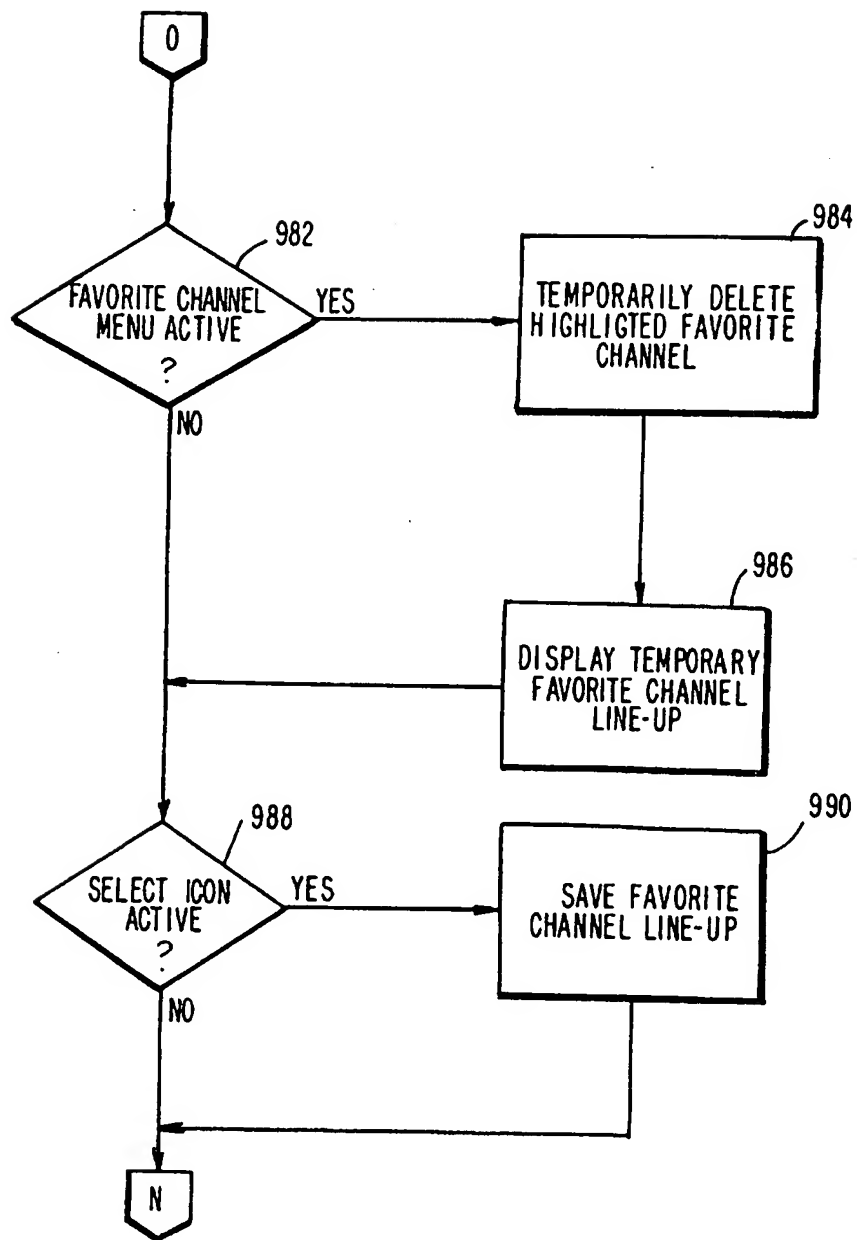 O
982
FAVORITE CHANNEL
MENU ACTIVE
?
YES
NO
984
TEMPORARILY DELETE
HIGHLIGTED FAVORITE
CHANNEL
986
DISPLAY TEMPORARY
FAVORITE CHANNEL
LINE-UP
988
SELECT ICON
ACTIVE
?
YES
NO
990
SAVE FAVORITE
CHANNEL LINE-UP
N